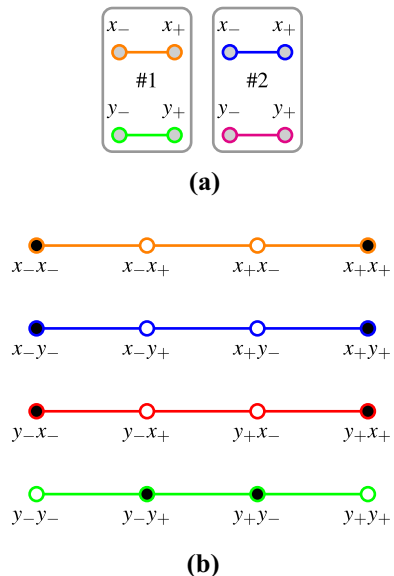 x₋ x₊ x₋ x₊
#1 #2
y₋ y₊ y₋ y₊
(a)
x₋x₋ x₋x₊ x₊x₋ x₊x₊
x₋y₋ x₋y₊ x₊y₋ x₊y₊
y₋x₋ y₋x₊ y₊x₋ y₊x₊
y₋y₋ y₋y₊ y₊y₋ y₊y₊
(b)